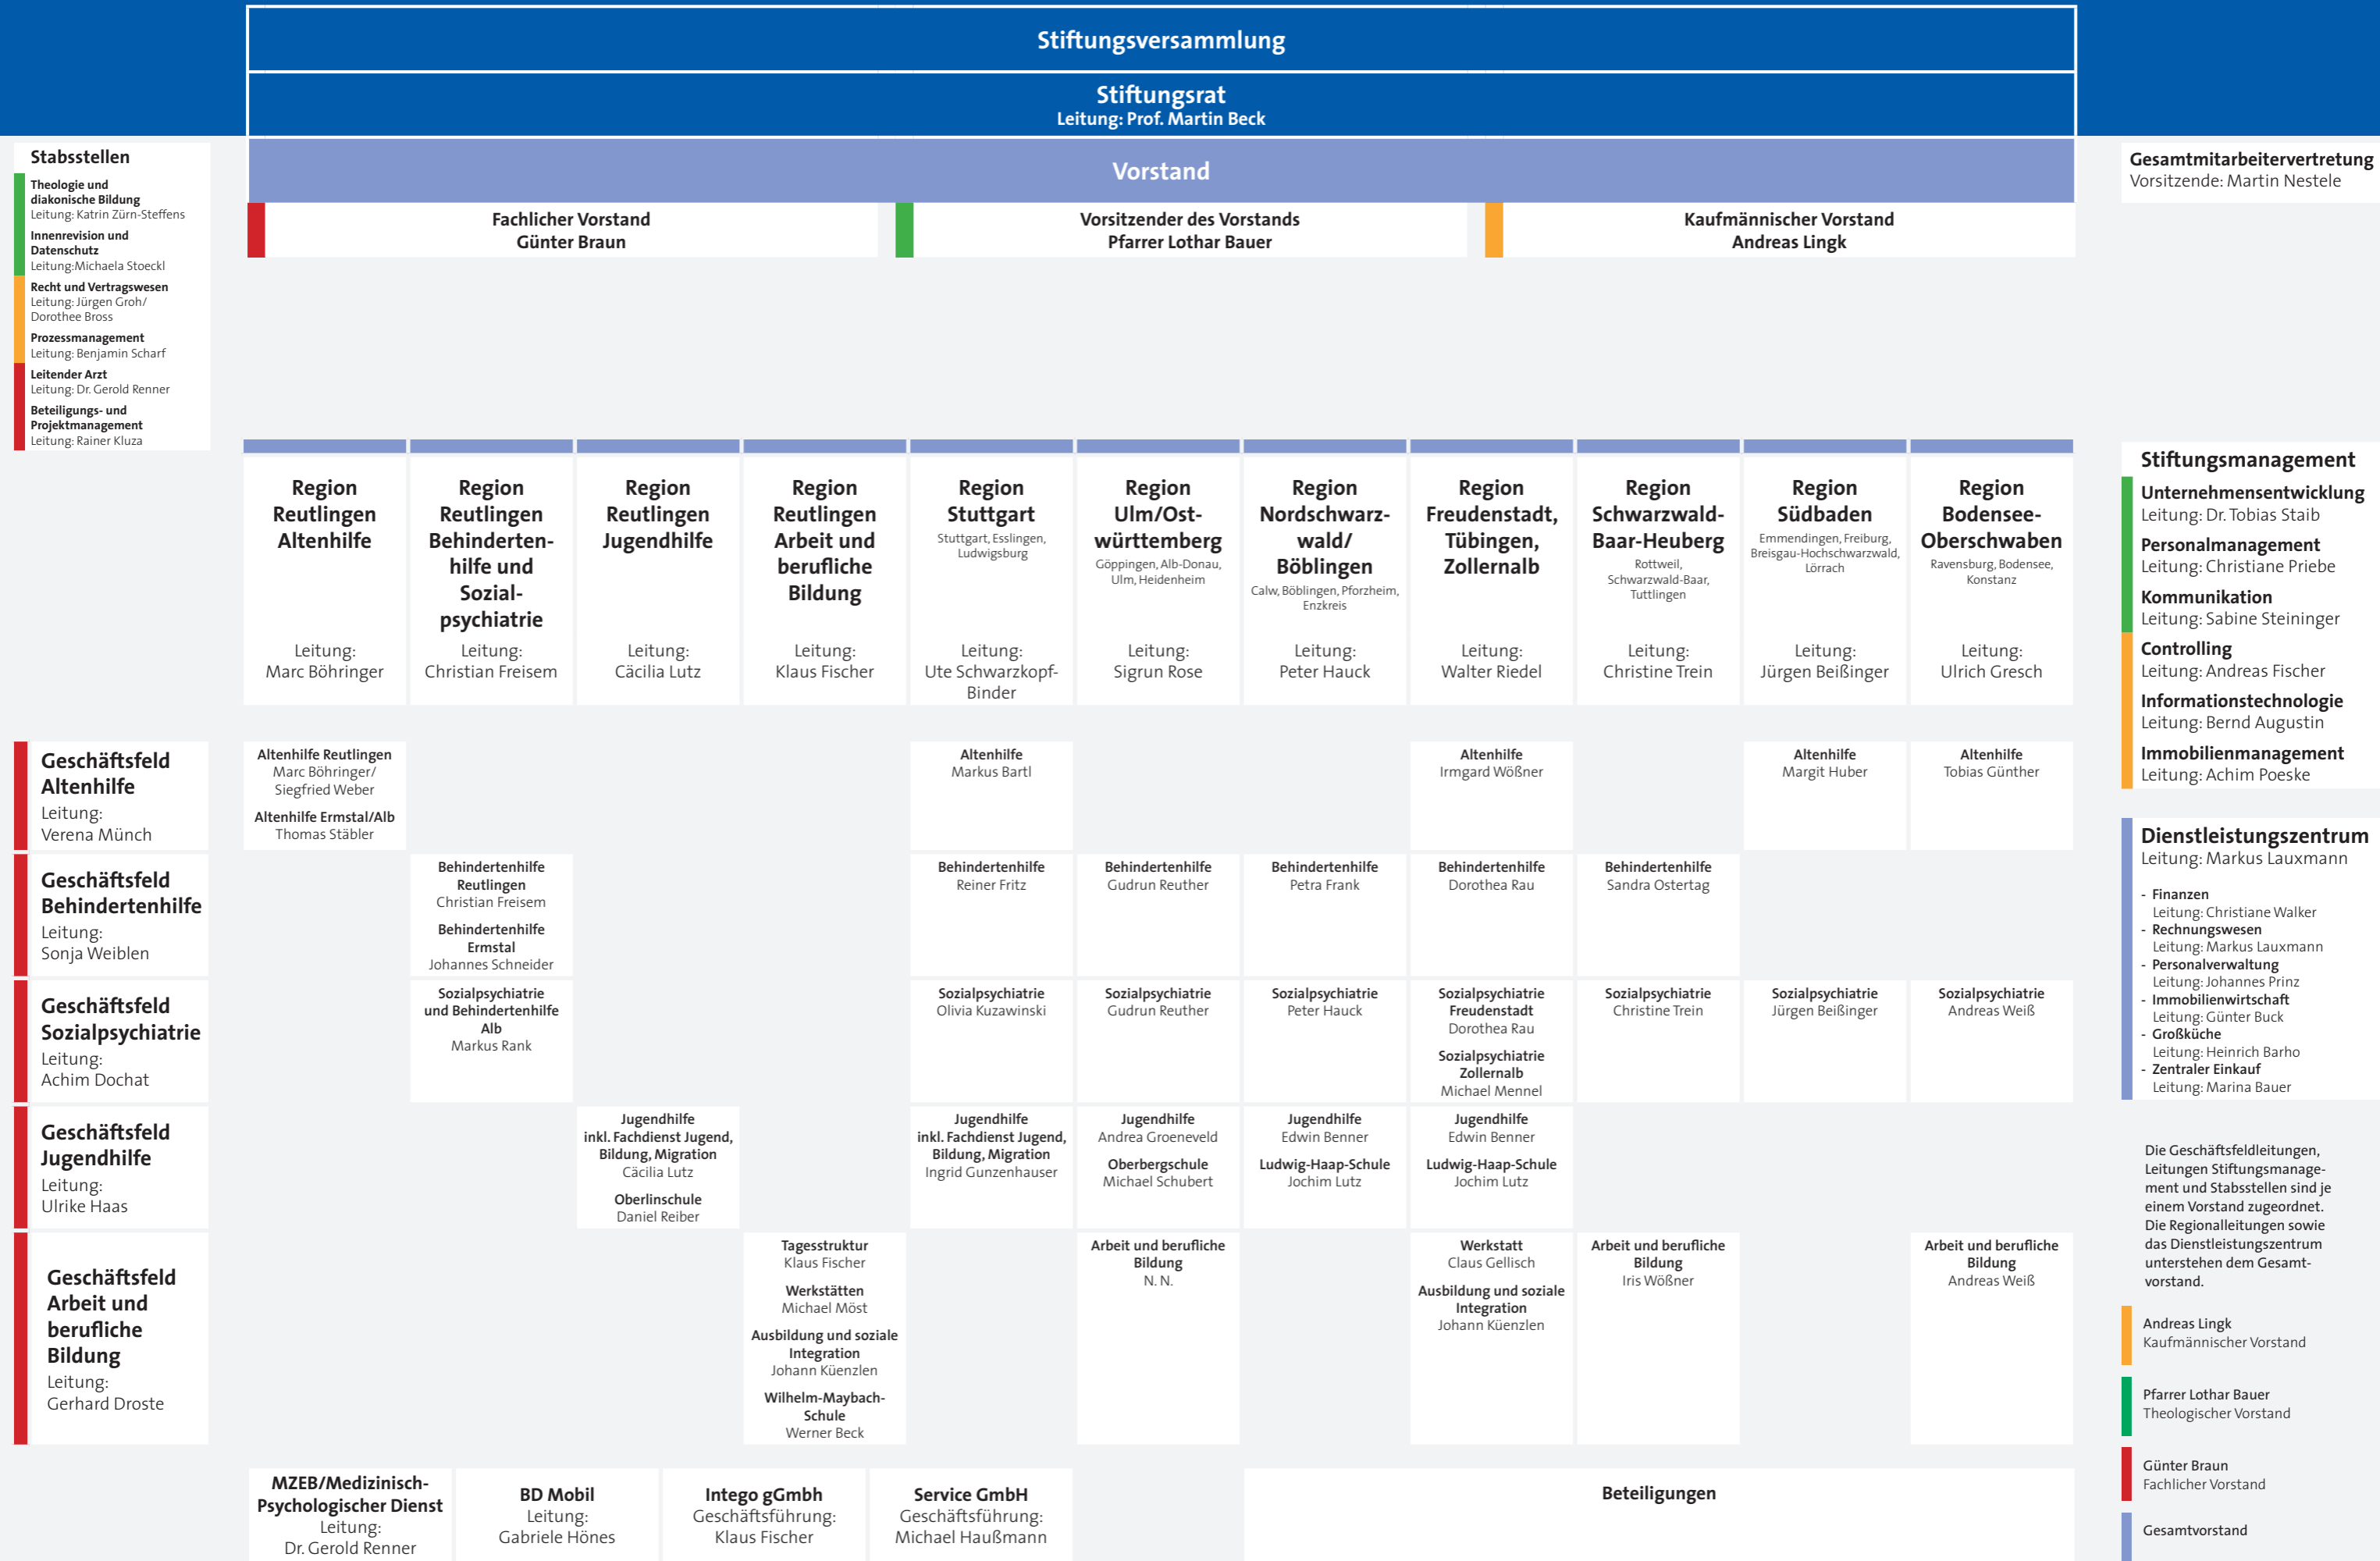 Stiftungsversammlung
Stiftungsrat
Leitung: Prof. Martin Beck
Vorstand
Fachlicher Vorstand
Günter Braun
Vorsitzender des Vorstands
Pfarrer Lothar Bauer
Kaufmännischer Vorstand
Andreas Lingk
Stabsstellen
Theologie und
diakonische Bildung
Leitung: Katrin Zürn-Steffens
Innenrevision und
Datenschutz
Leitung:Michaela Stoeckl
Recht und Vertragswesen
Leitung: Jürgen Groh/
Dorothee Bross
Prozessmanagement
Leitung: Benjamin Scharf
Leitender Arzt
Leitung: Dr. Gerold Renner
Beteiligungs- und
Projektmanagement
Leitung: Rainer Kluza
Gesamtmitarbeitervertretung
Vorsitzende: Martin Nestele
Region
Reutlingen
Altenhilfe
Leitung:
Marc Böhringer
Region
Reutlingen
Behinderten-
hilfe und
Sozial-
psychiatrie
Leitung:
Christian Freisem
Region
Reutlingen
Jugendhilfe
Leitung:
Cäcilia Lutz
Region
Reutlingen
Arbeit und
berufliche
Bildung
Leitung:
Klaus Fischer
Region
Stuttgart
Stuttgart, Esslingen,
Ludwigsburg
Leitung:
Ute Schwarzkopf-
Binder
Region
Ulm/Ost-
württemberg
Göppingen, Alb-Donau,
Ulm, Heidenheim
Leitung:
Sigrun Rose
Region
Nordschwarz-
wald/
Böblingen
Calw, Böblingen, Pforzheim,
Enzkreis
Leitung:
Peter Hauck
Region
Freudenstadt,
Tübingen,
Zollernalb
Leitung:
Walter Riedel
Region
Schwarzwald-
Baar-Heuberg
Rottweil,
Schwarzwald-Baar,
Tuttlingen
Leitung:
Christine Trein
Region
Südbaden
Emmendingen, Freiburg,
Breisgau-Hochschwarzwald,
Lörrach
Leitung:
Jürgen Beißinger
Region
Bodensee-
Oberschwaben
Ravensburg, Bodensee,
Konstanz
Leitung:
Ulrich Gresch
Stiftungsmanagement
Unternehmensentwicklung
Leitung: Dr. Tobias Staib
Personalmanagement
Leitung: Christiane Priebe
Kommunikation
Leitung: Sabine Steininger
Controlling
Leitung: Andreas Fischer
Informationstechnologie
Leitung: Bernd Augustin
Immobilienmanagement
Leitung: Achim Poeske
Geschäftsfeld
Altenhilfe
Leitung:
Verena Münch
Altenhilfe Reutlingen
Marc Böhringer/
Siegfried Weber
Altenhilfe Ermstal/Alb
Thomas Stäbler
Altenhilfe
Markus Bartl
Altenhilfe
Irmgard Wößner
Altenhilfe
Margit Huber
Altenhilfe
Tobias Günther
Geschäftsfeld
Behindertenhilfe
Leitung:
Sonja Weiblen
Behindertenhilfe
Reutlingen
Christian Freisem
Behindertenhilfe
Ermstal
Johannes Schneider
Behindertenhilfe
Reiner Fritz
Behindertenhilfe
Gudrun Reuther
Behindertenhilfe
Petra Frank
Behindertenhilfe
Dorothea Rau
Behindertenhilfe
Sandra Ostertag
Geschäftsfeld
Sozialpsychiatrie
Leitung:
Achim Dochat
Sozialpsychiatrie
und Behindertenhilfe
Alb
Markus Rank
Sozialpsychiatrie
Olivia Kuzawinski
Sozialpsychiatrie
Gudrun Reuther
Sozialpsychiatrie
Peter Hauck
Sozialpsychiatrie
Freudenstadt
Dorothea Rau
Sozialpsychiatrie
Zollernalb
Michael Mennel
Sozialpsychiatrie
Christine Trein
Sozialpsychiatrie
Jürgen Beißinger
Sozialpsychiatrie
Andreas Weiß
Geschäftsfeld
Jugendhilfe
Leitung:
Ulrike Haas
Jugendhilfe
inkl. Fachdienst Jugend,
Bildung, Migration
Cäcilia Lutz
Oberlinschule
Daniel Reiber
Jugendhilfe
inkl. Fachdienst Jugend,
Bildung, Migration
Ingrid Gunzenhauser
Jugendhilfe
Andrea Groeneveld
Oberbergschule
Michael Schubert
Jugendhilfe
Edwin Benner
Ludwig-Haap-Schule
Jochim Lutz
Jugendhilfe
Edwin Benner
Ludwig-Haap-Schule
Jochim Lutz
Geschäftsfeld
Arbeit und
berufliche
Bildung
Leitung:
Gerhard Droste
Tagesstruktur
Klaus Fischer
Werkstätten
Michael Möst
Ausbildung und soziale
Integration
Johann Küenzlen
Wilhelm-Maybach-
Schule
Werner Beck
Arbeit und berufliche
Bildung
N. N.
Werkstatt
Claus Gellisch
Ausbildung und soziale
Integration
Johann Küenzlen
Arbeit und berufliche
Bildung
Iris Wößner
Arbeit und berufliche
Bildung
Andreas Weiß
Dienstleistungszentrum
Leitung: Markus Lauxmann
- Finanzen
Leitung: Christiane Walker
- Rechnungswesen
Leitung: Markus Lauxmann
- Personalverwaltung
Leitung: Johannes Prinz
- Immobilienwirtschaft
Leitung: Günter Buck
- Großküche
Leitung: Heinrich Barho
- Zentraler Einkauf
Leitung: Marina Bauer
Die Geschäftsfeldleitungen,
Leitungen Stiftungsmanage-
ment und Stabsstellen sind je
einem Vorstand zugeordnet.
Die Regionalleitungen sowie
das Dienstleistungszentrum
unterstehen dem Gesamt-
vorstand.
Andreas Lingk
Kaufmännischer Vorstand
Pfarrer Lothar Bauer
Theologischer Vorstand
Günter Braun
Fachlicher Vorstand
Gesamtvorstand
MZEB/Medizinisch-
Psychologischer Dienst
Leitung:
Dr. Gerold Renner
BD Mobil
Leitung:
Gabriele Hönes
Intego gGmbh
Geschäftsführung:
Klaus Fischer
Service GmbH
Geschäftsführung:
Michael Haußmann
Beteiligungen